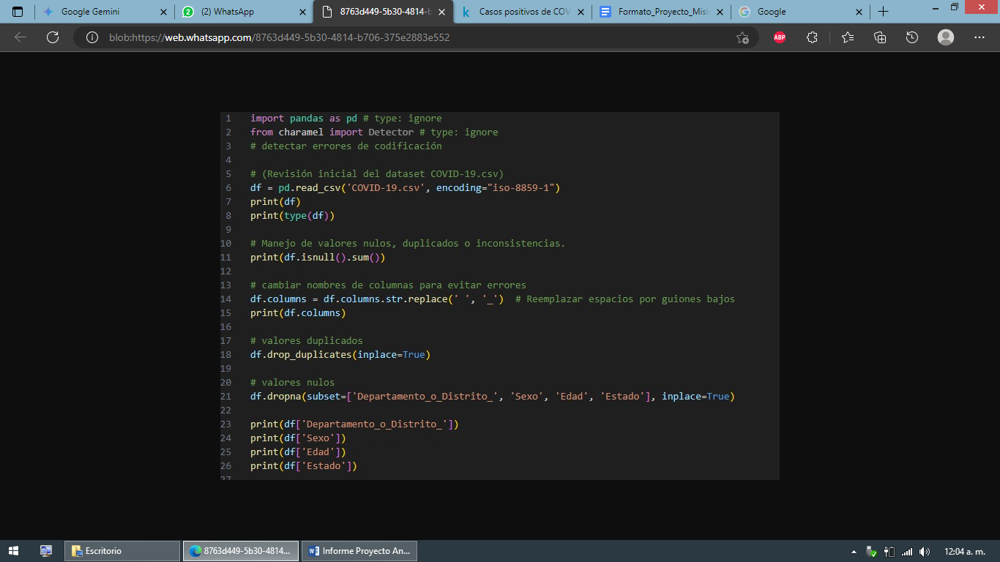 Google Gemini
(2) WhatsApp
8763d449-5b30-4814-b
Casos positivos de COV
Formato_Proyecto_Misi
Google
blob:https://web.whatsapp.com/8763d449-5b30-4814-b706-375e2883e552
ABP
1 import pandas as pd # type: ignore
2 from charamel import Detector # type: ignore
3 # detectar errores de codificación
4
5 # (Revisión inicial del dataset COVID-19.csv)
6 df = pd.read_csv('COVID-19.csv', encoding="iso-8859-1")
7 print(df)
8 print(type(df))
9
10 # Manejo de valores nulos, duplicados o inconsistencias.
11 print(df.isnull().sum())
12
13 # cambiar nombres de columnas para evitar errores
14 df.columns = df.columns.str.replace(' ', '_')  # Reemplazar espacios por guiones bajos
15 print(df.columns)
16
17 # valores duplicados
18 df.drop_duplicates(inplace=True)
19
20 # valores nulos
21 df.dropna(subset=['Departamento_o_Distrito_', 'Sexo', 'Edad', 'Estado'], inplace=True)
22
23 print(df['Departamento_o_Distrito_'])
24 print(df['Sexo'])
25 print(df['Edad'])
26 print(df['Estado'])
27
Escritorio
8763d449-5b30-4814-...
Informe Proyecto An...
12:04 a. m.